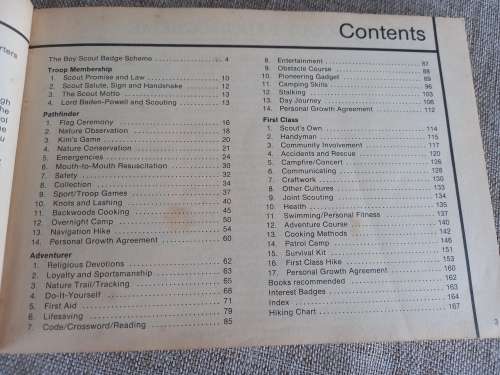 rters
gh
ol
e
u
Contents
The Boy Scout Badge Scheme 4
Troop Membership
1. Scout Promise and Law 10
2. Scout Salute, Sign and Handshake 12
3. The Scout Motto 13
4. Lord Baden-Powell and Scouting 13
Pathfinder
1. Flag Ceremony 16
2. Nature Observation 18
3. Kim's Game 20
4. Nature Conservation 21
5. Emergencies 24
6. Mouth-to-Mouth Resuscitation 30
7. Safety 32
8. Collection 34
9. Sport/Troop Games 37
10. Knots and Lashing 40
11. Backwoods Cooking 45
12. Overnight Camp 50
13. Navigation Hike 54
14. Personal Growth Agreement 60
Adventurer
1. Religious Devotions 62
2. Loyalty and Sportsmanship 63
3. Nature Trail/Tracking 65
4. Do-It-Yourself 68
5. First Aid 71
6. Lifesaving 79
7. Code/Crossword/Reading 85
8. Entertainment 87
9. Obstacle Course 88
10. Pioneering Gadget 89
11. Camping Skills 96
12. Stalking 103
13. Day Journey 108
14. Personal Growth Agreement 112
First Class
1. Scout's Own 114
2. Handyman 115
3. Community Involvement 117
4. Accidents and Rescue 120
5. Campfire/Concert 126
6. Communicating 128
7. Craftwork 130
8. Other Cultures 133
9. Joint Scouting 134
10. Health 135
11. Swimming/Personal Fitness 137
12. Adventure Course 140
13. Cooking Methods 142
14. Patrol Camp 146
15. Survival Kit 151
16. First Class Hike 153
17. Personal Growth Agreement 160
Books recommended 162
Interest Badges 163
Index 164
Hiking Chart 167
3